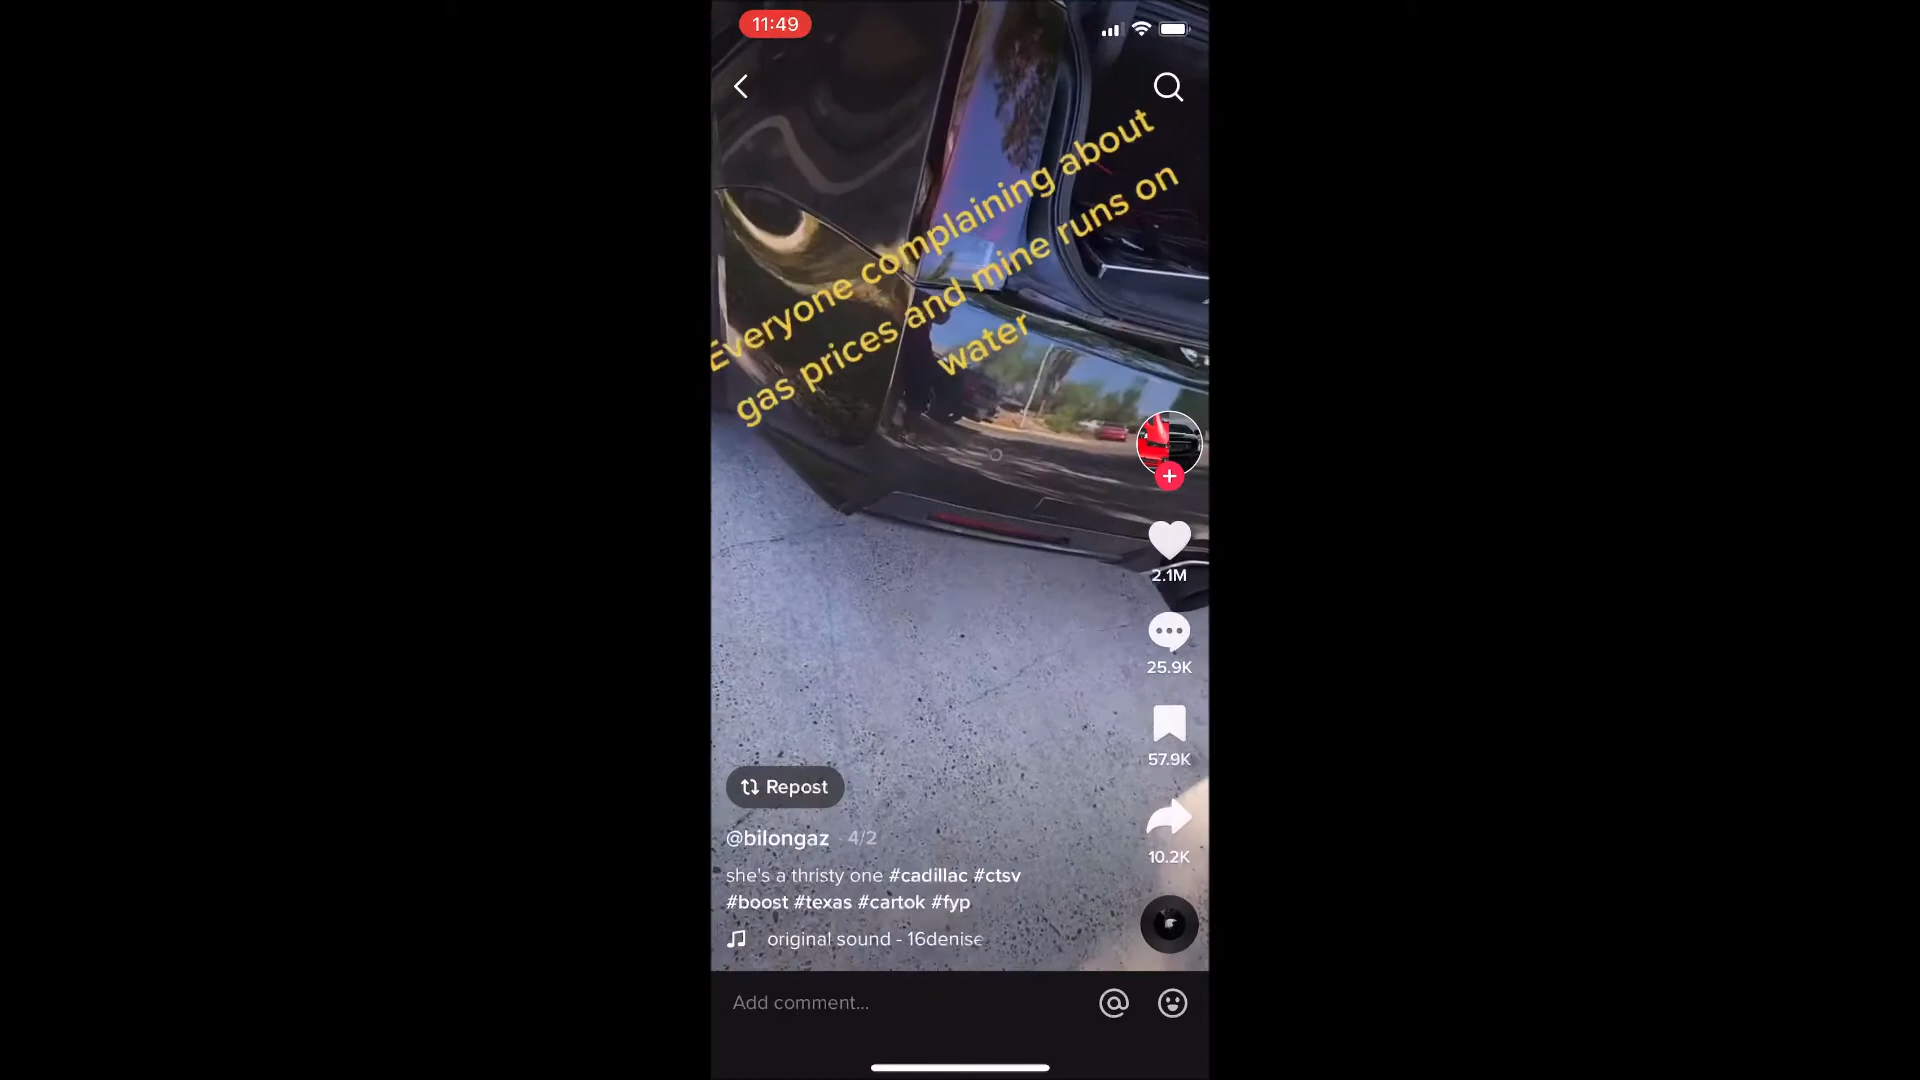 11:49
Everyone complaining about
gas prices and mine runs on
water
2.1M
25.9K
57.9K
10.2K
Repost
@bilongaz · 4/2
she's a thristy one #cadillac #ctsv
#boost #texas #cartok #fyp
original sound - 16denise
Add comment...